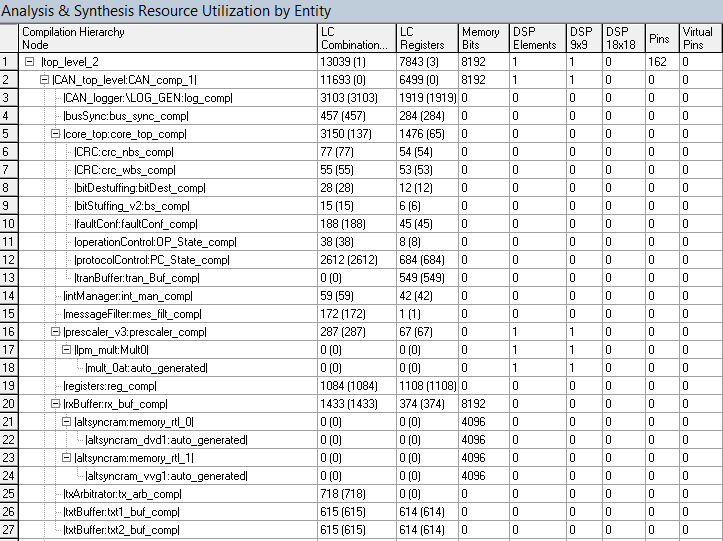 Analysis & Synthesis Resource Utilization by Entity
Compilation Hierarchy Node LC Combination... LC Registers Memory Bits DSP Elements DSP 9x9 DSP 18x18 Pins Virtual Pins
1 |top_level_2 13039 (1) 7843 (3) 8192 1 1 0 162 0
2 |CAN_top_level:CAN_comp_1| 11693 (0) 6499 (0) 8192 1 1 0 0 0
3 |CAN_logger:\LOG_GEN:log_comp| 3103 (3103) 1919 (1919) 0 0 0 0 0 0
4 |busSync:bus_sync_comp| 457 (457) 284 (284) 0 0 0 0 0 0
5 |core_top:core_top_comp| 3150 (137) 1476 (65) 0 0 0 0 0 0
6 |CRC:crc_nbs_comp| 77 (77) 54 (54) 0 0 0 0 0 0
7 |CRC:crc_wbs_comp| 55 (55) 53 (53) 0 0 0 0 0 0
8 |bitDestuffing:bitDest_comp| 28 (28) 12 (12) 0 0 0 0 0 0
9 |bitStuffing_v2:bs_comp| 15 (15) 6 (6) 0 0 0 0 0 0
10 |faultConf:faultConf_comp| 188 (188) 45 (45) 0 0 0 0 0 0
11 |operationControl:OP_State_comp| 38 (38) 8 (8) 0 0 0 0 0 0
12 |protocolControl:PC_State_comp| 2612 (2612) 684 (684) 0 0 0 0 0 0
13 |tranBuffer:tran_Buf_comp| 0 (0) 549 (549) 0 0 0 0 0 0
14 |intManager:int_man_comp| 59 (59) 42 (42) 0 0 0 0 0 0
15 |messageFilter:mes_filt_comp| 172 (172) 1 (1) 0 0 0 0 0 0
16 |prescaler_v3:prescaler_comp| 287 (287) 67 (67) 0 1 1 0 0 0
17 |lpm_mult:Mult0| 0 (0) 0 (0) 0 1 1 0 0 0
18 |mult_0at:auto_generated| 0 (0) 0 (0) 0 1 1 0 0 0
19 |registers:reg_comp| 1084 (1084) 1108 (1108) 0 0 0 0 0 0
20 |rxBuffer:rx_buf_comp| 1433 (1433) 374 (374) 8192 0 0 0 0 0
21 |altsyncram:memory_rtl_0| 0 (0) 0 (0) 4096 0 0 0 0 0
22 |altsyncram_dvd1:auto_generated| 0 (0) 0 (0) 4096 0 0 0 0 0
23 |altsyncram:memory_rtl_1| 0 (0) 0 (0) 4096 0 0 0 0 0
24 |altsyncram_vvg1:auto_generated| 0 (0) 0 (0) 4096 0 0 0 0 0
25 |txArbitrator:tx_arb_comp| 718 (718) 0 (0) 0 0 0 0 0 0
26 |txtBuffer:txt1_buf_comp| 615 (615) 614 (614) 0 0 0 0 0 0
27 |txtBuffer:txt2_buf_comp| 615 (615) 614 (614) 0 0 0 0 0 0